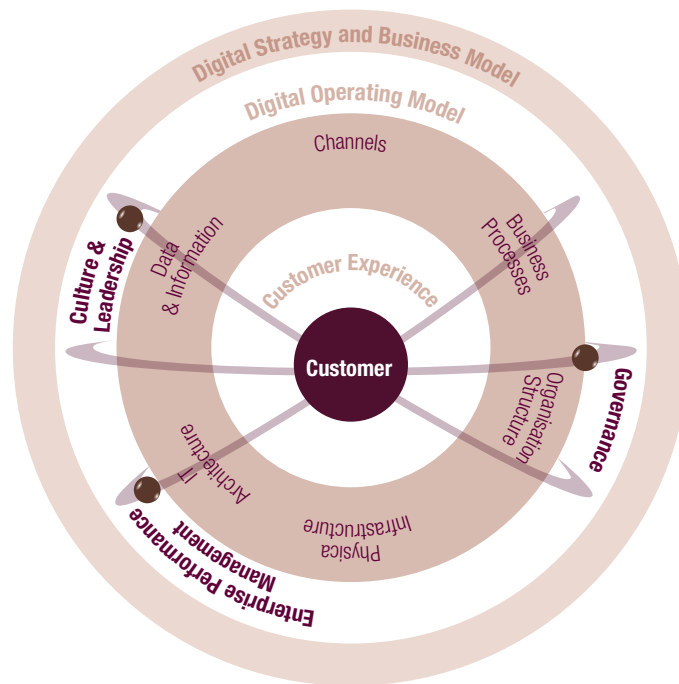 Digital Strategy and Business Model
Digital Operating Model
Channels
Business
Processes
Data
& Information
Culture &
Leadership
Customer Experience
Customer
Governance
Organisation
Structure
IT
Architecture
Physica
Infrastructure
Enterprise Performance
Management